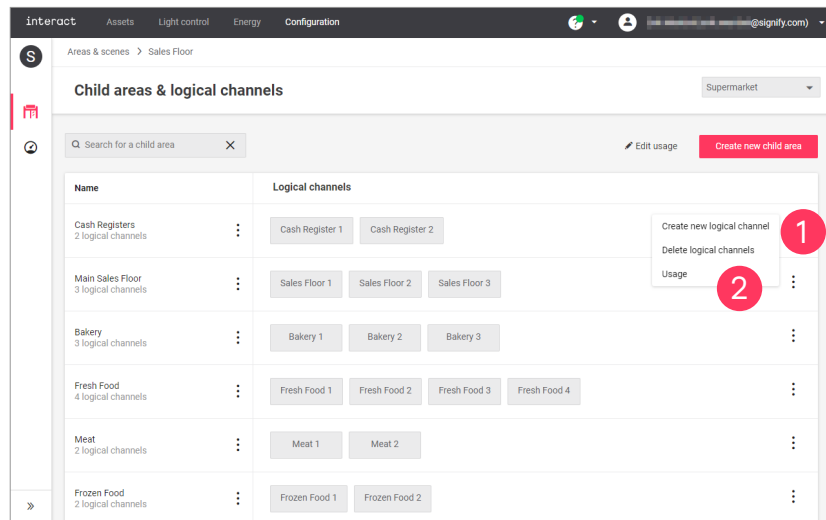 interact Assets Light control Energy Configuration ? @signify.com)
S
Areas & scenes > Sales Floor
Child areas & logical channels
Supermarket
Search for a child area
Edit usage
Create new child area
Name Logical channels
Cash Registers
2 logical channels
Cash Register 1 Cash Register 2
Create new logical channel 1
Delete logical channels
Usage 2
Main Sales Floor
3 logical channels
Sales Floor 1 Sales Floor 2 Sales Floor 3
Bakery
3 logical channels
Bakery 1 Bakery 2 Bakery 3
Fresh Food
4 logical channels
Fresh Food 1 Fresh Food 2 Fresh Food 3 Fresh Food 4
Meat
2 logical channels
Meat 1 Meat 2
Frozen Food
2 logical channels
Frozen Food 1 Frozen Food 2